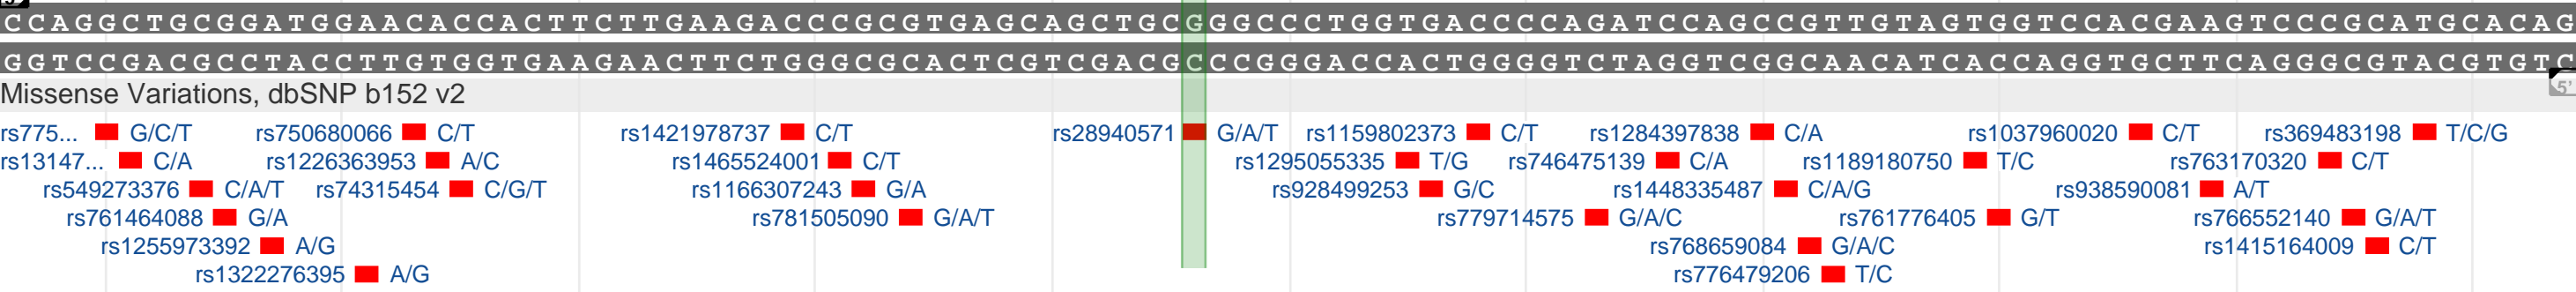 CCAGGCTGCGGATGGAACACCACTTCTTGAAGACCCGCGTGAGCAGCTGCGGGCCCTGGTGACCCCAGATCCAGCCGTTGTAGTGGTCCACGAAGTCCCGCATGCACAG
GGTCCGACGCCTACCTTGTGGTGAAGAACTTCTGGGCGCACTCGTCGACGCCCGGGACCACTGGGGTCTAGGTCGGCAACATCACCAGGTGCTTCAGGGCGTACGTGTC
5'
Missense Variations, dbSNP b152 v2
rs775... G/C/T rs750680066 C/T rs1421978737 C/T rs28940571 G/A/T rs1159802373 C/T rs1284397838 C/A rs1037960020 C/T rs369483198 T/C/G
rs13147... C/A rs1226363953 A/C rs1465524001 C/T rs1295055335 T/G rs746475139 C/A rs1189180750 T/C rs763170320 C/T
rs549273376 C/A/T rs74315454 C/G/T rs1166307243 G/A rs928499253 G/C rs1448335487 C/A/G rs938590081 A/T
rs761464088 G/A rs781505090 G/A/T rs779714575 G/A/C rs761776405 G/T rs766552140 G/A/T
rs1255973392 A/G rs768659084 G/A/C rs1415164009 C/T
rs1322276395 A/G rs776479206 T/C